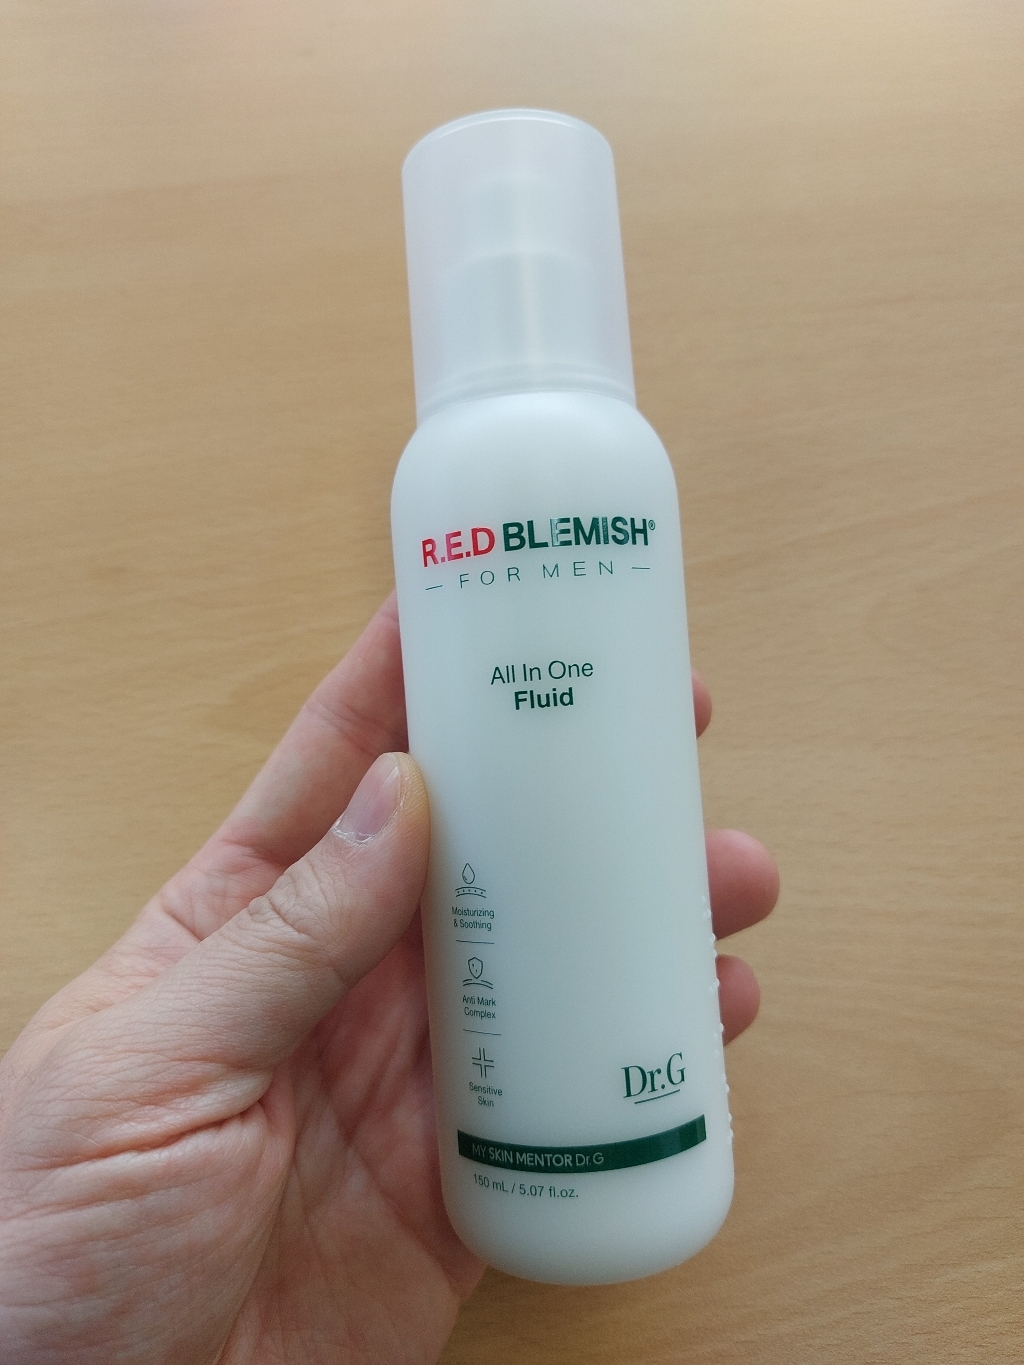 R.E.D BLEMISH®
— FOR MEN —
All In One
Fluid
Moisturizing
& Soothing
Anti Mark
Complex
Sensitive
Skin
Dr.G
MY SKIN MENTOR Dr.G
150 mL / 5.07 fl.oz.